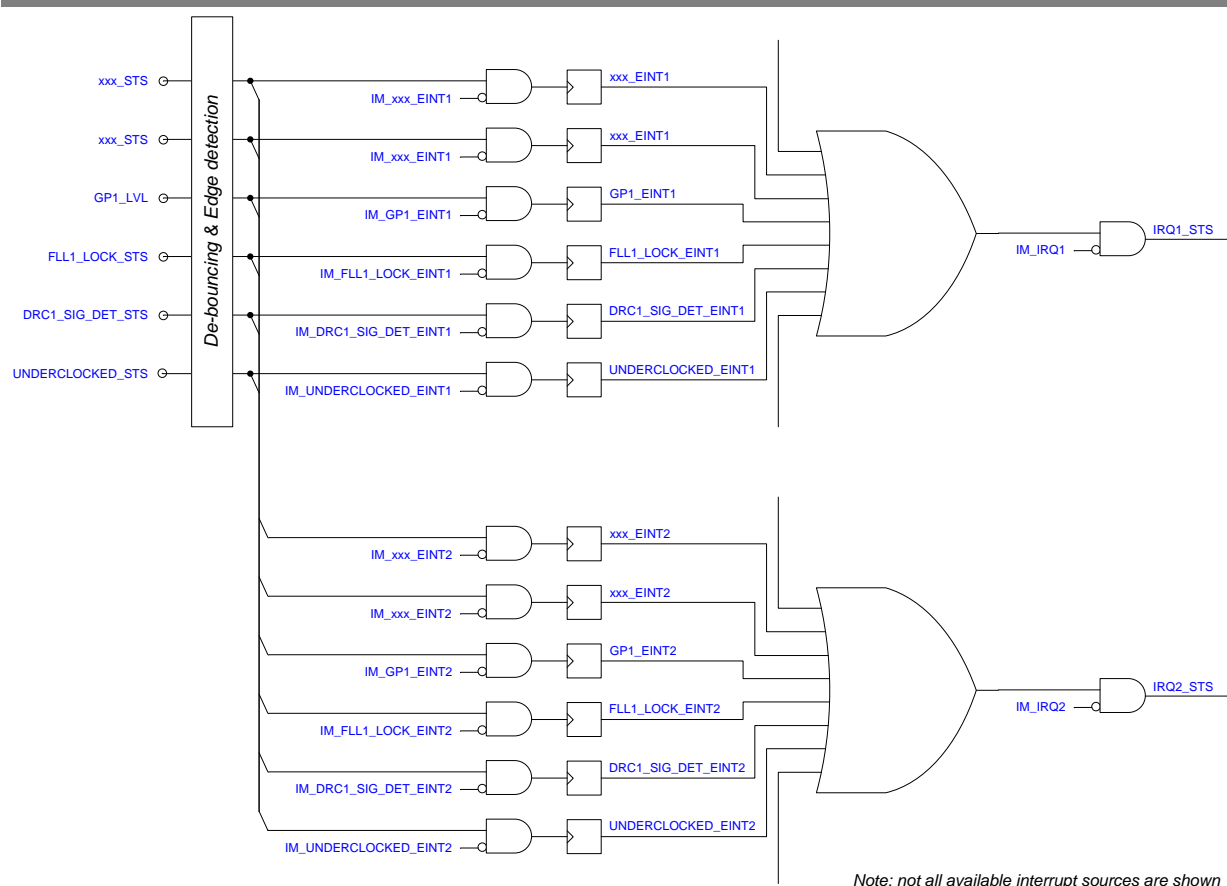 xxx_STS
xxx_STS
GP1_LVL
FLL1_LOCK_STS
DRC1_SIG_DET_STS
UNDERCLOCKED_STS
De-bouncing & Edge detection
IM_xxx_EINT1
xxx_EINT1
IM_xxx_EINT1
xxx_EINT1
IM_GP1_EINT1
GP1_EINT1
IM_FLL1_LOCK_EINT1
FLL1_LOCK_EINT1
IM_DRC1_SIG_DET_EINT1
DRC1_SIG_DET_EINT1
IM_UNDERCLOCKED_EINT1
UNDERCLOCKED_EINT1
IM_IRQ1
IRQ1_STS
IM_xxx_EINT2
xxx_EINT2
IM_xxx_EINT2
xxx_EINT2
IM_GP1_EINT2
GP1_EINT2
IM_FLL1_LOCK_EINT2
FLL1_LOCK_EINT2
IM_DRC1_SIG_DET_EINT2
DRC1_SIG_DET_EINT2
IM_UNDERCLOCKED_EINT2
UNDERCLOCKED_EINT2
IM_IRQ2
IRQ2_STS
Note: not all available interrupt sources are shown